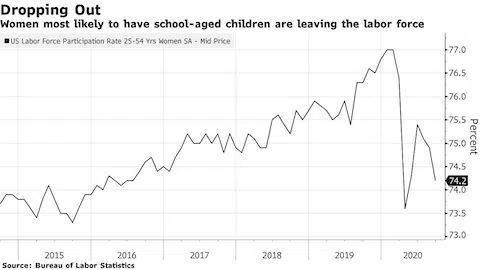 Dropping Out
Women most likely to have school-aged children are leaving the labor force
US Labor Force Participation Rate 25-54 Yrs Women SA - Mid Price
77.0
76.5
76.0
75.5
75.0
74.5
74.2
74.0
73.5
73.0
Percent
2015 2016 2017 2018 2019 2020
Source: Bureau of Labor Statistics